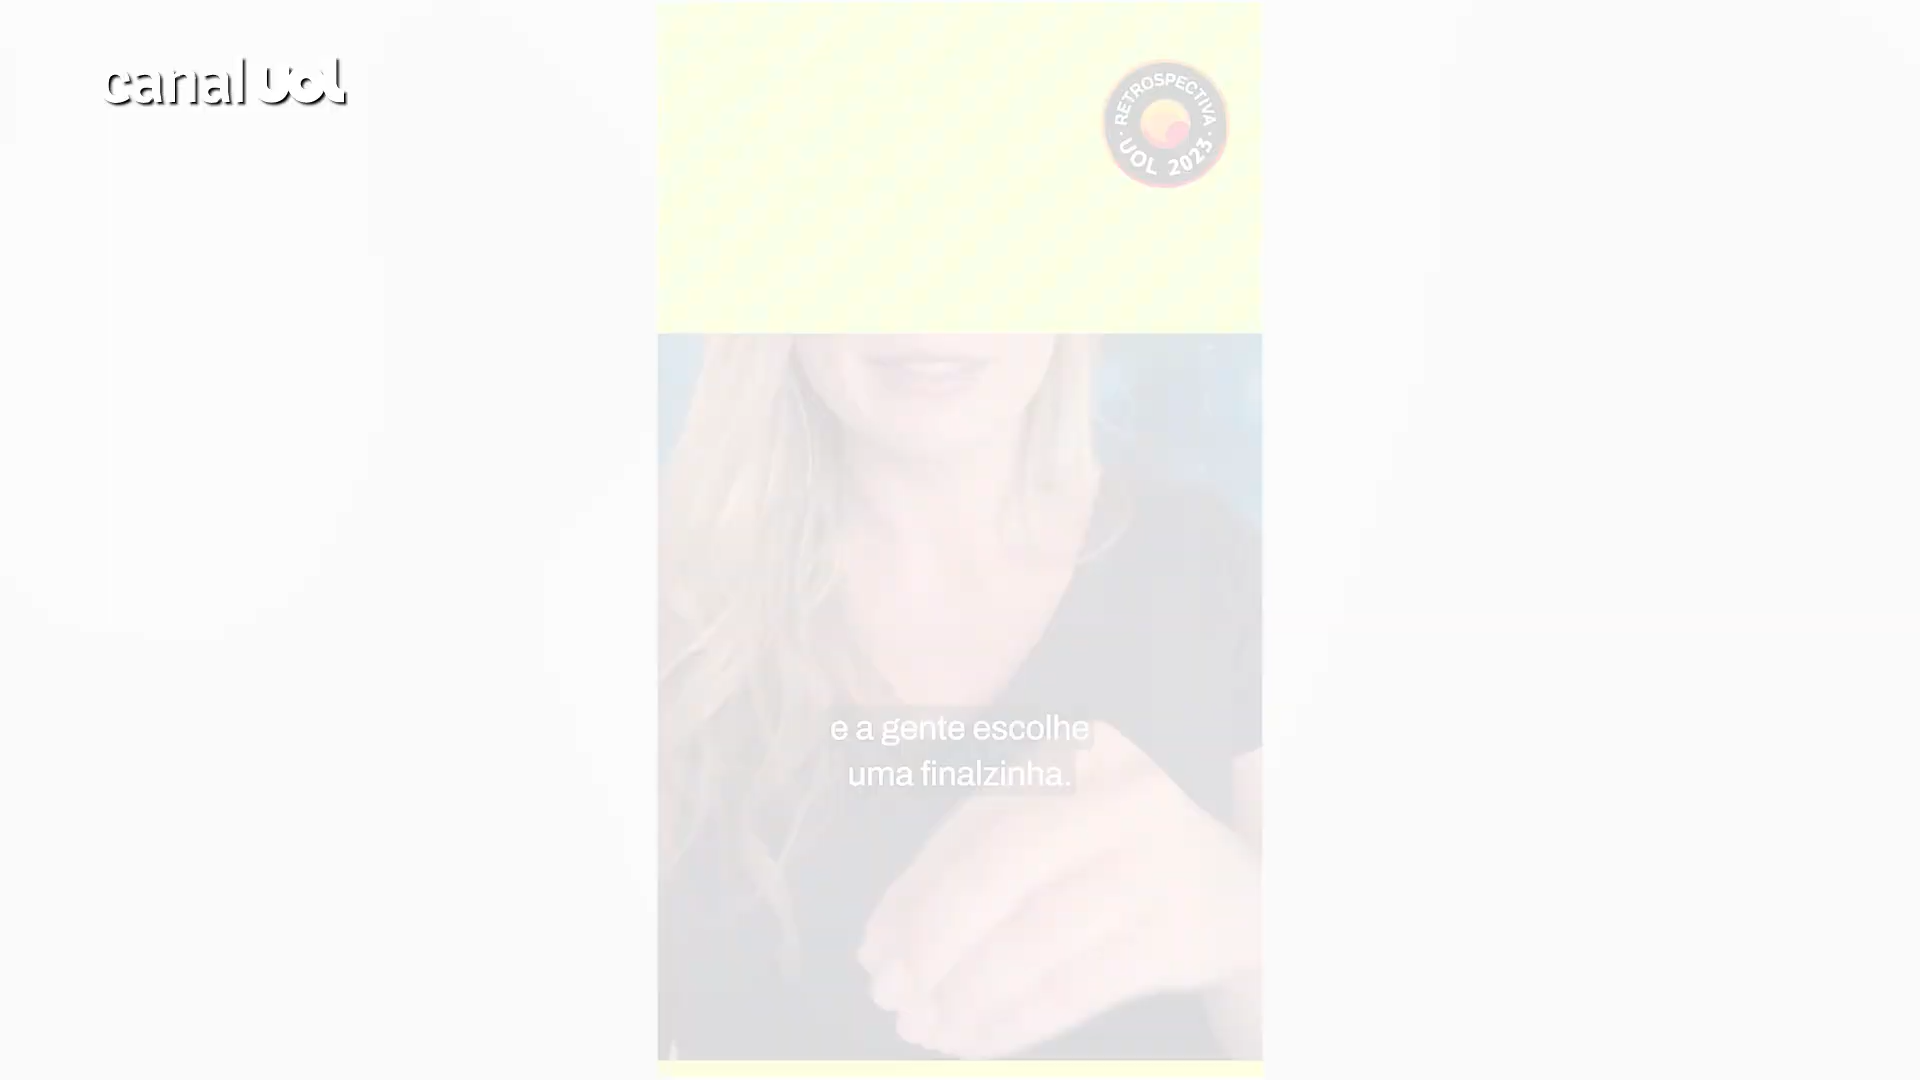 canal UOL
RETROSPECTIVA
UOL 2023
e a gente escolhe
uma finalzinha.